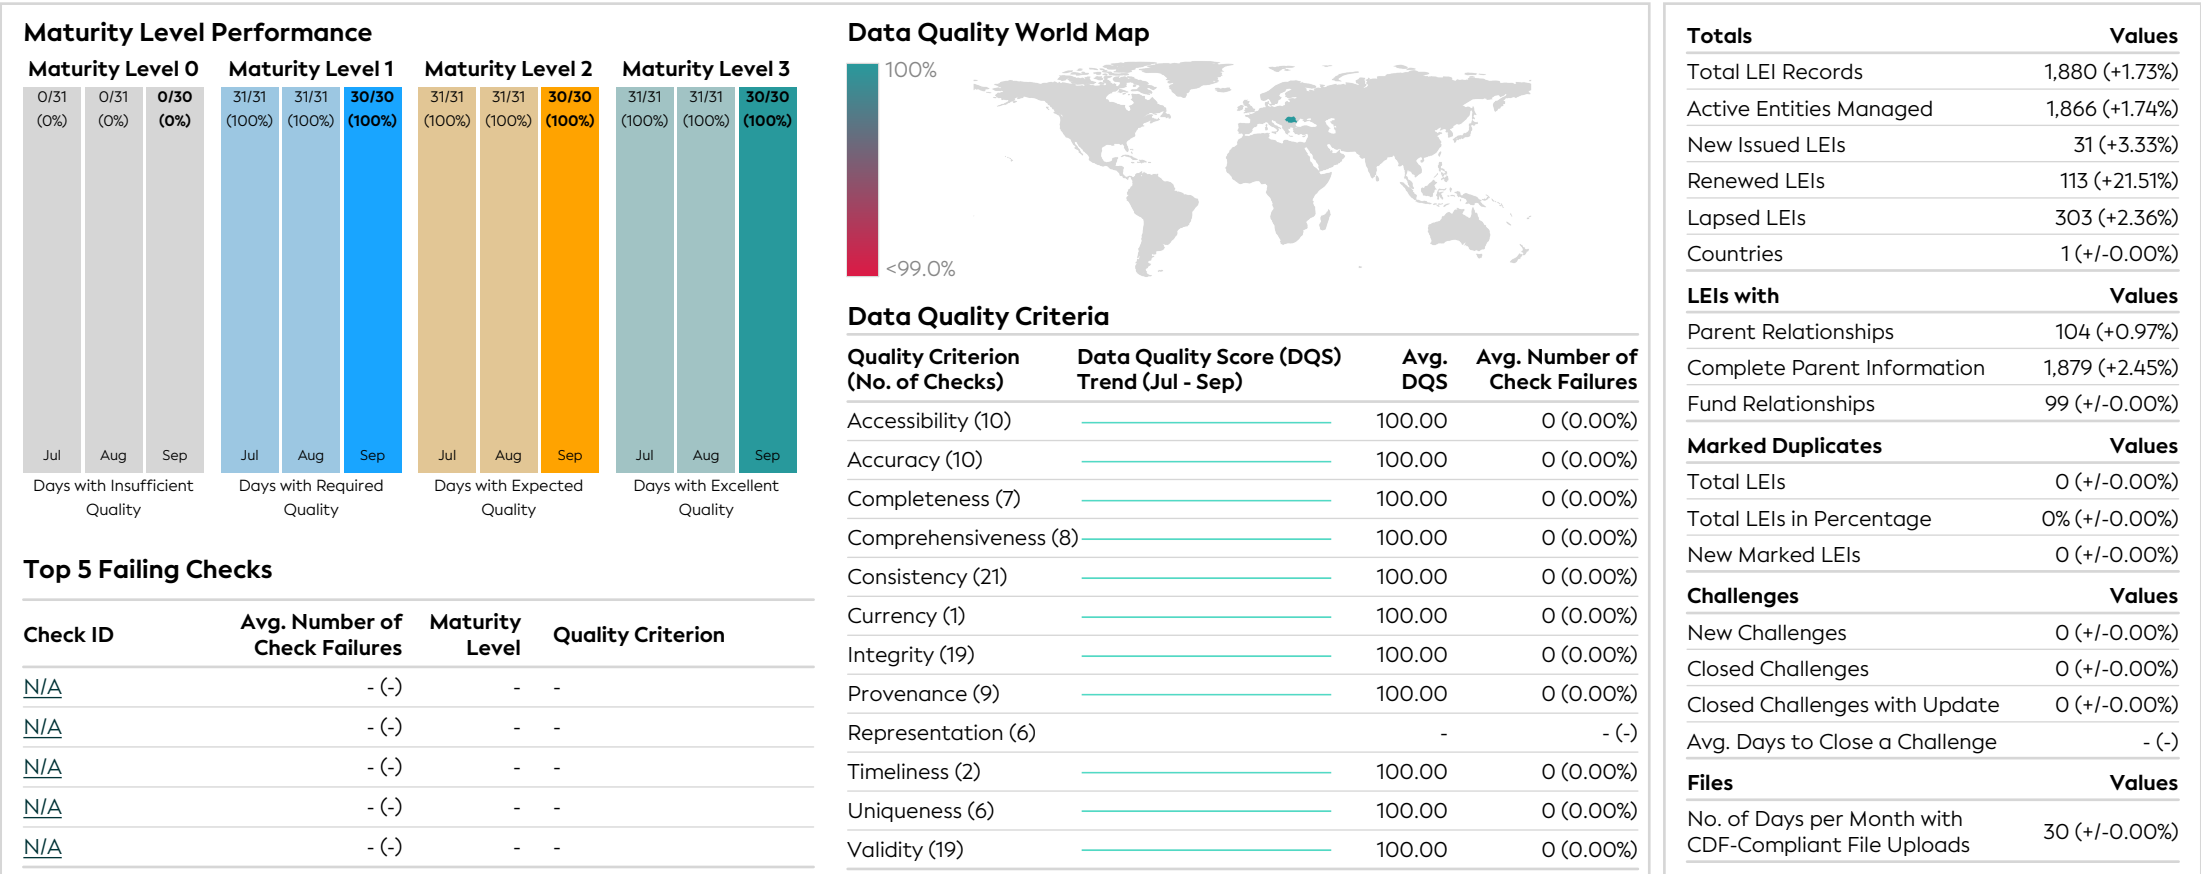 Maturity Level Performance
Maturity Level 0 Maturity Level 1 Maturity Level 2 Maturity Level 3
0/31 0/31 0/30 31/31 31/31 30/30 31/31 31/31 30/30 31/31 31/31 30/30
(0%) (0%) (0%) (100%) (100%) (100%) (100%) (100%) (100%) (100%) (100%) (100%)
Jul Aug Sep Jul Aug Sep Jul Aug Sep Jul Aug Sep
Days with Insufficient Days with Required Days with Expected Days with Excellent
Quality Quality Quality Quality
Top 5 Failing Checks
Check ID Avg. Number of Check Failures Maturity Level Quality Criterion
N/A - (-) - -
N/A - (-) - -
N/A - (-) - -
N/A - (-) - -
N/A - (-) - -
Data Quality World Map
100%
<99.0%
Data Quality Criteria
Quality Criterion Data Quality Score (DQS) Avg. Avg. Number of
(No. of Checks) Trend (Jul - Sep) DQS Check Failures
Accessibility (10) 100.00 0 (0.00%)
Accuracy (10) 100.00 0 (0.00%)
Completeness (7) 100.00 0 (0.00%)
Comprehensiveness (8) 100.00 0 (0.00%)
Consistency (21) 100.00 0 (0.00%)
Currency (1) 100.00 0 (0.00%)
Integrity (19) 100.00 0 (0.00%)
Provenance (9) 100.00 0 (0.00%)
Representation (6) - - (-)
Timeliness (2) 100.00 0 (0.00%)
Uniqueness (6) 100.00 0 (0.00%)
Validity (19) 100.00 0 (0.00%)
Totals Values
Total LEI Records 1,880 (+1.73%)
Active Entities Managed 1,866 (+1.74%)
New Issued LEIs 31 (+3.33%)
Renewed LEIs 113 (+21.51%)
Lapsed LEIs 303 (+2.36%)
Countries 1 (+/-0.00%)
LEIs with Values
Parent Relationships 104 (+0.97%)
Complete Parent Information 1,879 (+2.45%)
Fund Relationships 99 (+/-0.00%)
Marked Duplicates Values
Total LEIs 0 (+/-0.00%)
Total LEIs in Percentage 0% (+/-0.00%)
New Marked LEIs 0 (+/-0.00%)
Challenges Values
New Challenges 0 (+/-0.00%)
Closed Challenges 0 (+/-0.00%)
Closed Challenges with Update 0 (+/-0.00%)
Avg. Days to Close a Challenge - (-)
Files Values
No. of Days per Month with
CDF-Compliant File Uploads 30 (+/-0.00%)